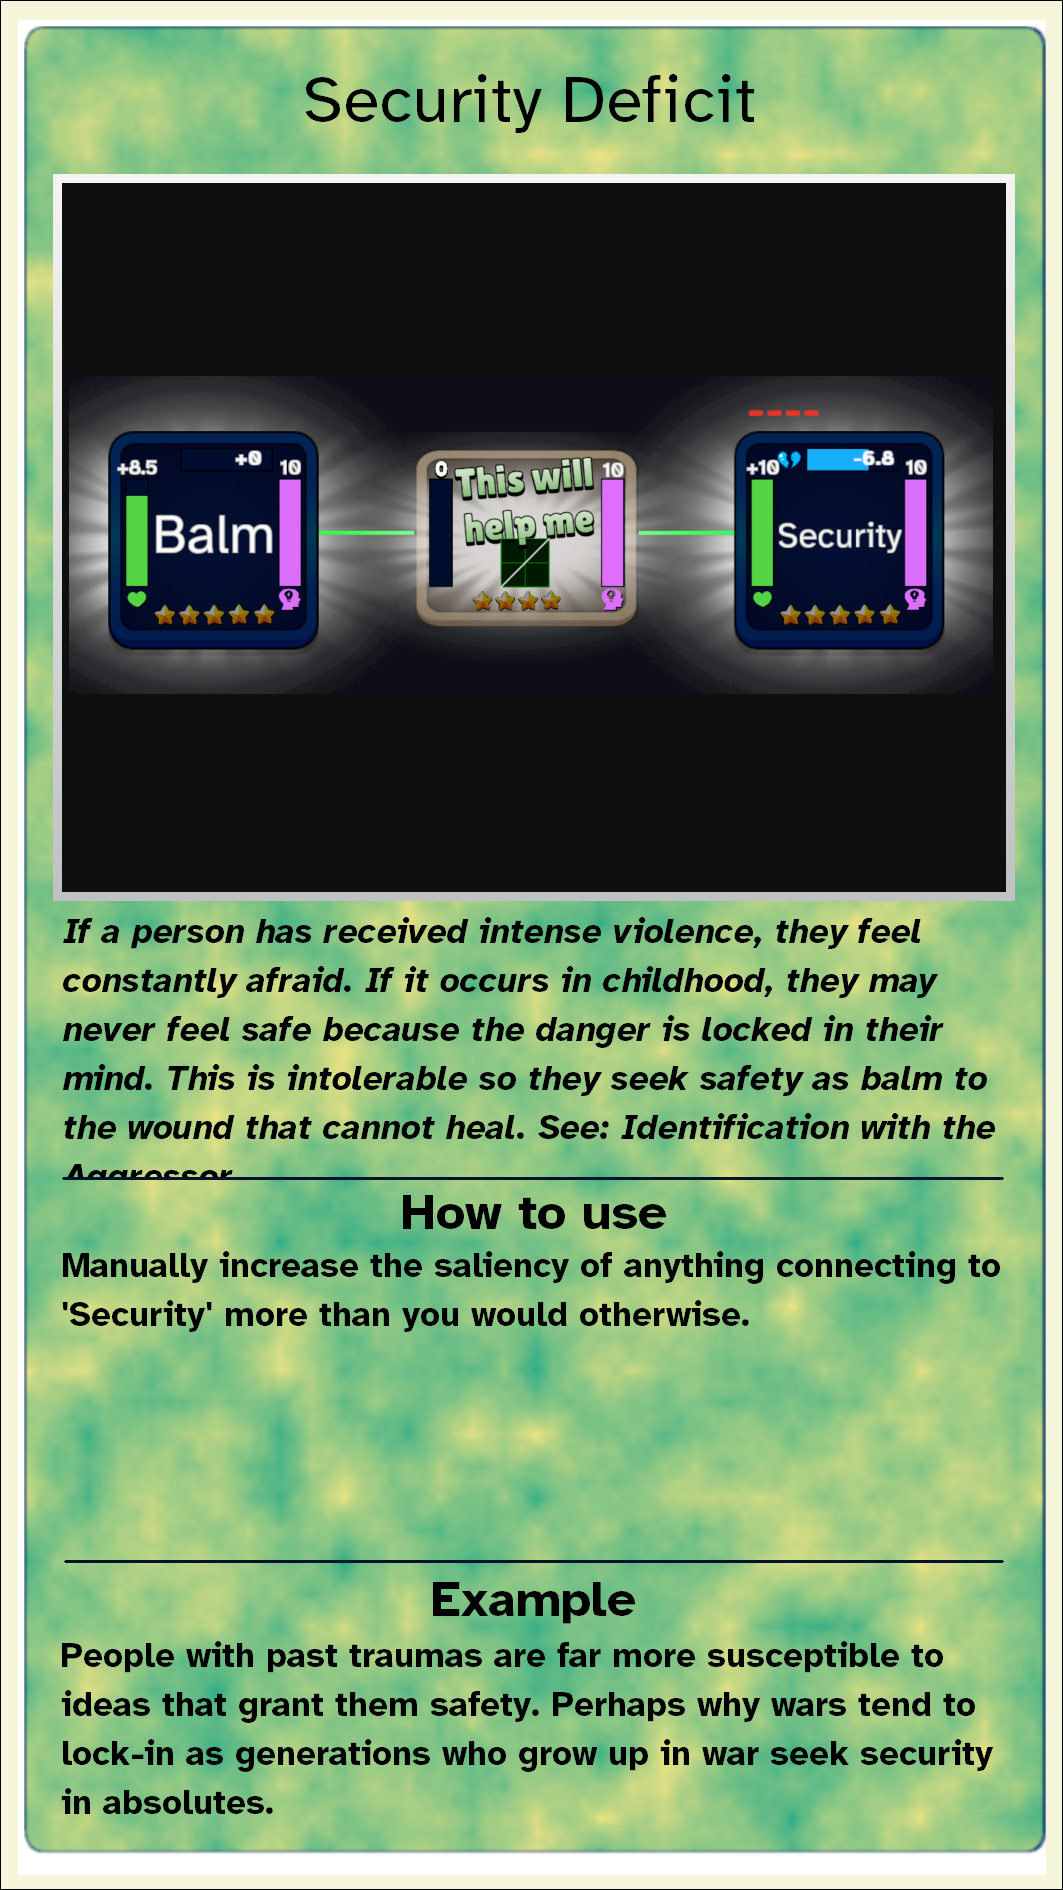 Security Deficit
+8.5 +0 10
Balm
0 This will 10
help me
+10 -6.8 10
Security
If a person has received intense violence, they feel
constantly afraid. If it occurs in childhood, they may
never feel safe because the danger is locked in their
mind. This is intolerable so they seek safety as balm to
the wound that cannot heal. See: Identification with the
Aggressor
How to use
Manually increase the saliency of anything connecting to
'Security' more than you would otherwise.
Example
People with past traumas are far more susceptible to
ideas that grant them safety. Perhaps why wars tend to
lock-in as generations who grow up in war seek security
in absolutes.